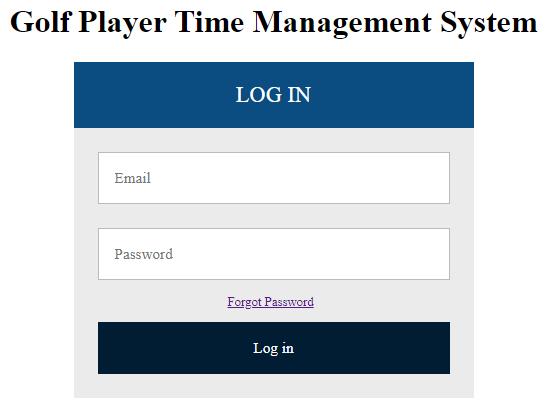 Golf Player Time Management System
LOG IN
Email
Password
Forgot Password
Log in